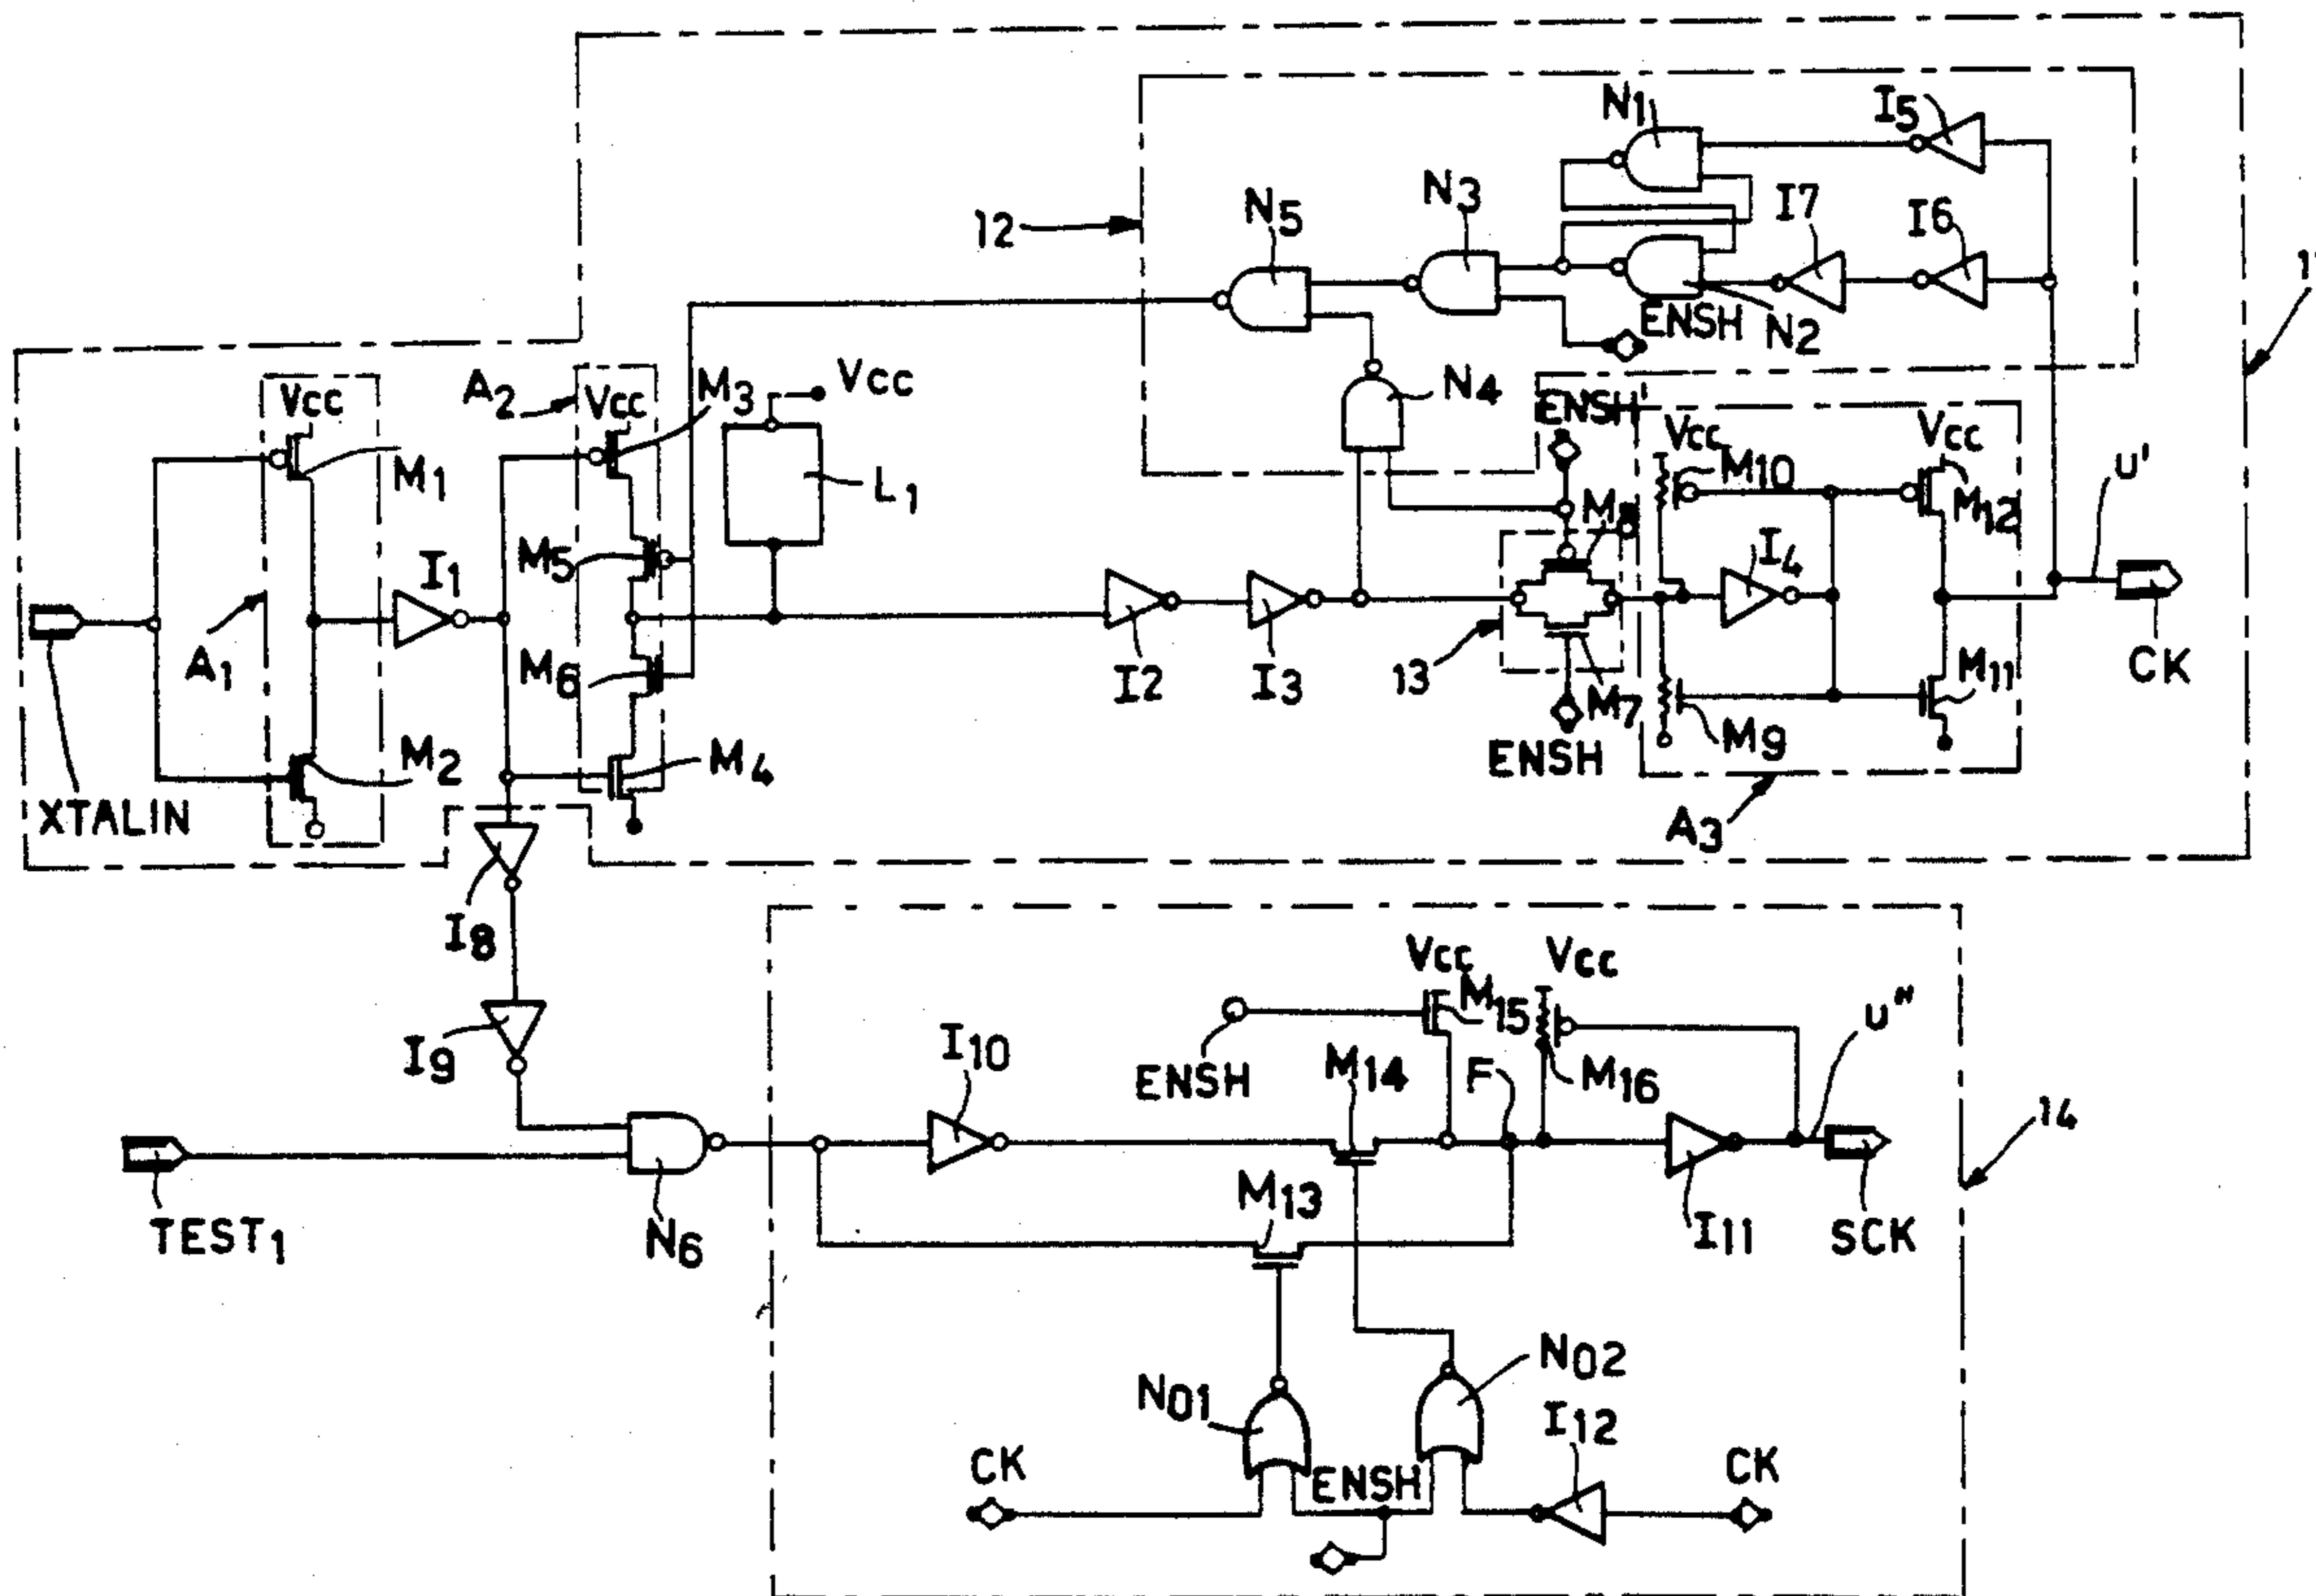 N1
I5
N5
N3
I7
I6
12
1
ENSH
N2
A2
Vcc
M3
Vcc
N4
ENSH'
Vcc
M1
L1
Vcc
M10
Vcc
U'
M8
M12
M5
I1
I4
A1
M6
I2
I3
13
M7
M11
CK
M2
M4
ENSH
M9
XTALIN
A3
I8
Vcc
Vcc
M15
U"
I9
I10
ENSH
M14
F
M16
14
M13
TEST1
N6
I11
SCK
N01
N02
I12
CK
ENSH
CK